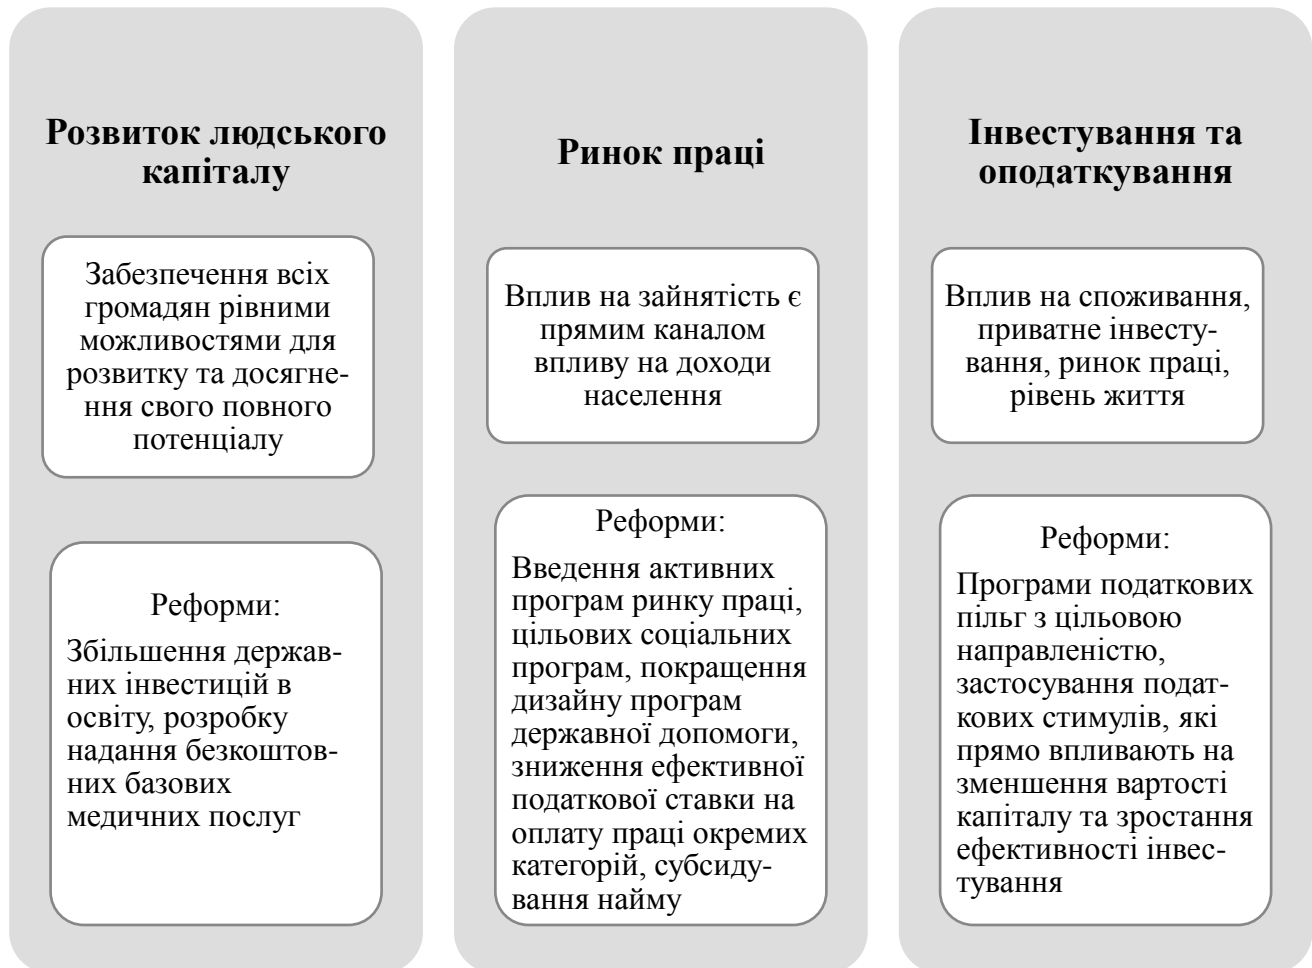 Розвиток людського
капіталу
Забезпечення всіх
громадян рівними
можливостями для
розвитку та досягне-
ння свого повного
потенціалу
Реформи:
Збільшення держав-
них інвестицій в
освіту, розробку
надання безкоштов-
них базових
медичних послуг
Ринок праці
Вплив на зайнятість є
прямим каналом
впливу на доходи
населення
Реформи:
Введення активних
програм ринку праці,
цільових соціальних
програм, покращення
дизайну програм
державної допомоги,
зниження ефективної
податкової ставки на
оплату праці окремих
категорій, субсиду-
вання найму
Інвестування та
оподаткування
Вплив на споживання,
приватне інвесту-
вання, ринок праці,
рівень життя
Реформи:
Програми податкових
пільг з цільовою
направленістю,
застосування подат-
кових стимулів, які
прямо впливають на
зменшення вартості
капіталу та зростання
ефективності інвес-
тування